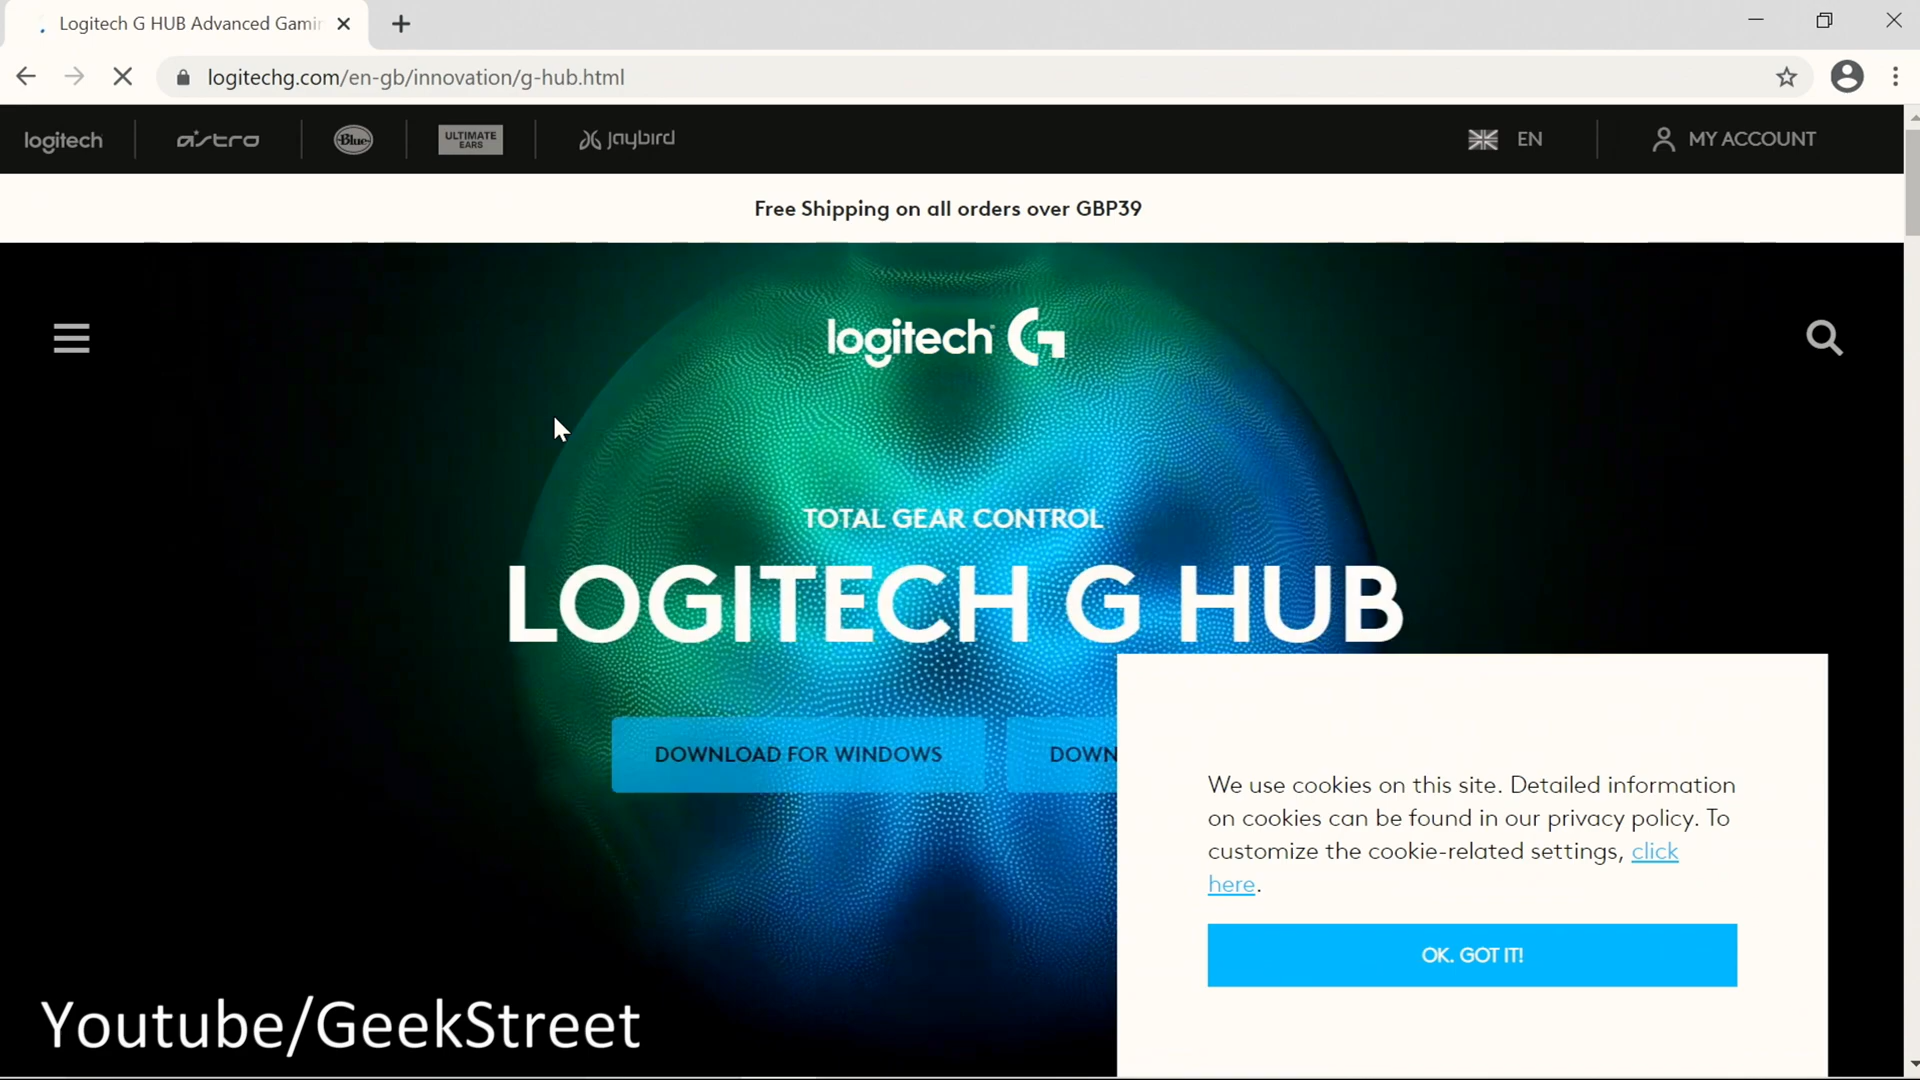 Logitech G HUB Advanced Gamin
logitechg.com/en-gb/innovation/g-hub.html
logitech
astro
Blue
ULTIMATE
EARS
Jaybird
EN
MY ACCOUNT
Free Shipping on all orders over GBP39
logitech G
TOTAL GEAR CONTROL
LOGITECH G HUB
DOWNLOAD FOR WINDOWS
DOWN
We use cookies on this site. Detailed information
on cookies can be found in our privacy policy. To
customize the cookie-related settings, click
here.
OK. GOT IT!
Youtube/GeekStreet